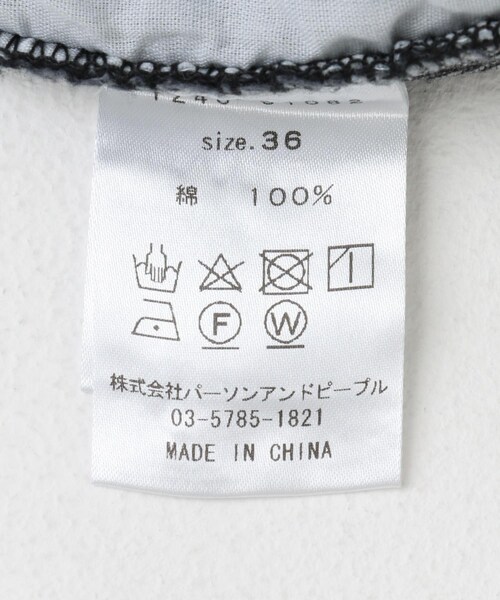 size.36
綿 100%
F W
株式会社パーソンアンドピープル
03-5785-1821
MADE IN CHINA